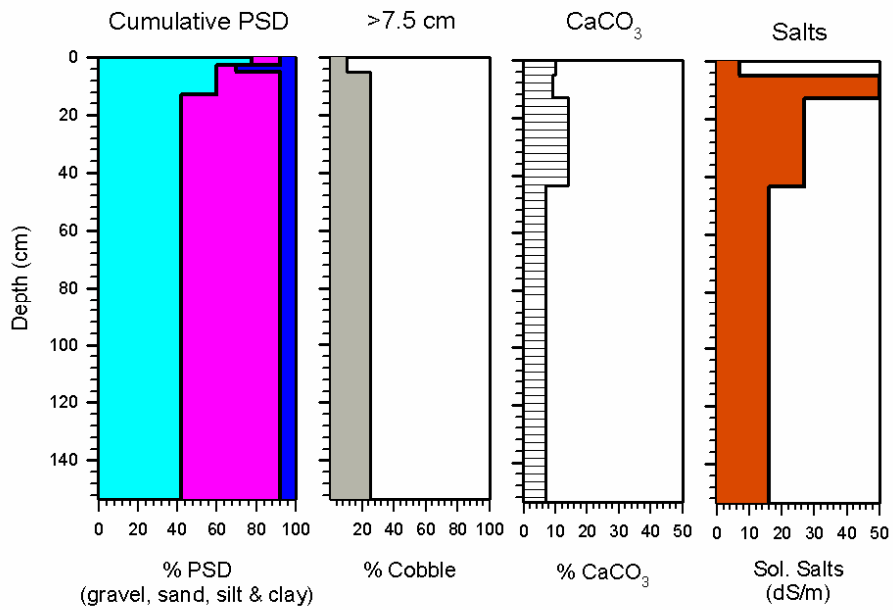 Cumulative PSD
>7.5 cm
CaCO3
Salts
Depth (cm)
0
20
40
60
80
100
120
140
0 20 40 60 80 100
0 20 40 60 80 100
0 10 20 30 40 50
0 10 20 30 40 50
% PSD
(gravel, sand, silt & clay)
% Cobble
% CaCO3
Sol. Salts
(dS/m)